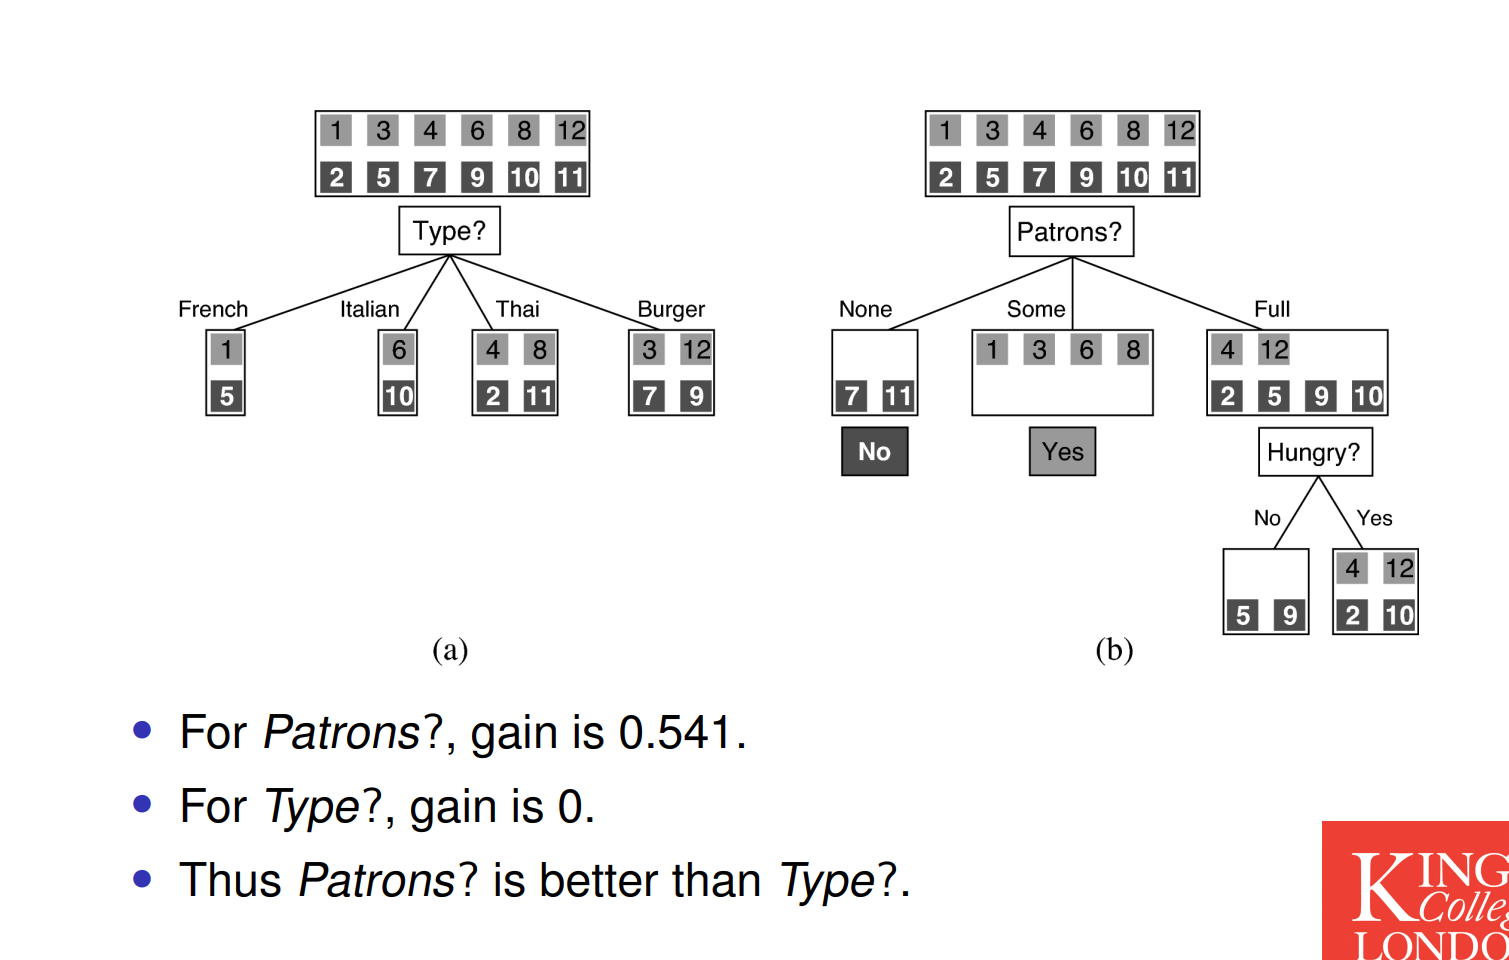 1 3 4 6 8 12
2 5 7 9 10 11
Type?
French Italian Thai Burger
1 6 4 8 3 12
5 10 2 11 7 9
(a)
1 3 4 6 8 12
2 5 7 9 10 11
Patrons?
None Some Full
1 3 6 8 4 12
7 11 2 5 9 10
No Yes Hungry?
No Yes
4 12
5 9 2 10
(b)
• For Patrons?, gain is 0.541.
• For Type?, gain is 0.
• Thus Patrons? is better than Type?.
KING
Colleg
LONDO